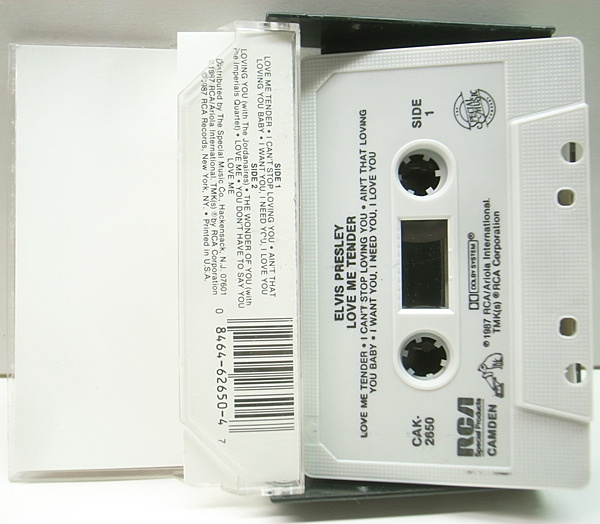 SIDE 1
LOVE ME TENDER • I CAN'T STOP LOVING YOU • AIN'T THAT
LOVING YOU BABY • I WANT YOU, I NEED YOU, I LOVE YOU
SIDE 2
LOVING YOU (with The Jordanaires) • THE WONDER OF YOU (with
The Imperials Quartet) • LOVE ME • YOU DON'T HAVE TO SAY YOU
LOVE ME
Distributed by The Special Music Co., Hackensack, N.J. 07601
℗ 1987 RCA/Ariola International. TMK(s) ® by RCA Corporation
© 1987 RCA Records, New York, NY. • Printed in U.S.A.
0 8464-62650-4 7
SIDE
1
SPECIAL
MUSIC
ELVIS PRESLEY
LOVE ME TENDER
LOVE ME TENDER • I CAN'T STOP LOVING YOU • AIN'T THAT LOVING
YOU BABY • I WANT YOU, I NEED YOU, I LOVE YOU
CAK-
2650
DOLBY SYSTEM ®
RCA
Special Products
CAMDEN
℗ 1987 RCA/Ariola International.
TMK(s) ® RCA Corporation